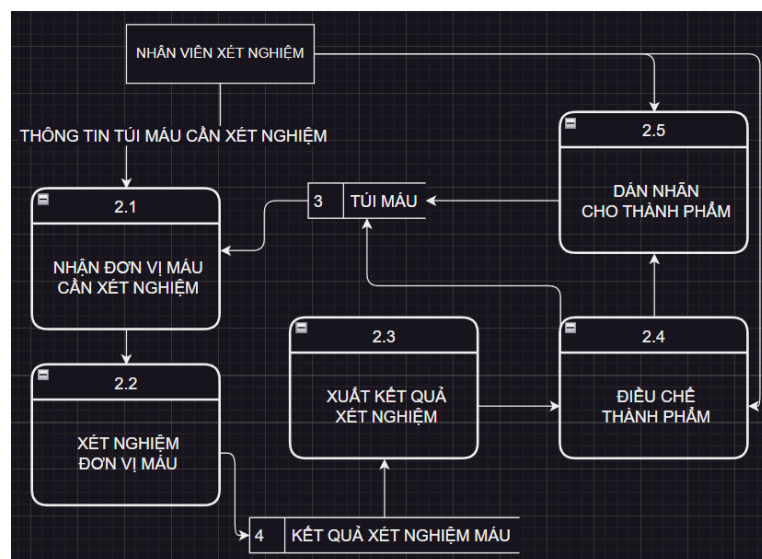 NHÂN VIÊN XÉT NGHIỆM
THÔNG TIN TÚI MÁU CẦN XÉT NGHIỆM
2.5
DÁN NHÃN
CHO THÀNH PHẨM
2.1
NHẬN ĐƠN VỊ MÁU
CẦN XÉT NGHIỆM
3
TÚI MÁU
2.3
XUẤT KẾT QUẢ
XÉT NGHIỆM
2.4
ĐIỀU CHẾ
THÀNH PHẨM
2.2
XÉT NGHIỆM
ĐƠN VỊ MÁU
4
KẾT QUẢ XÉT NGHIỆM MÁU